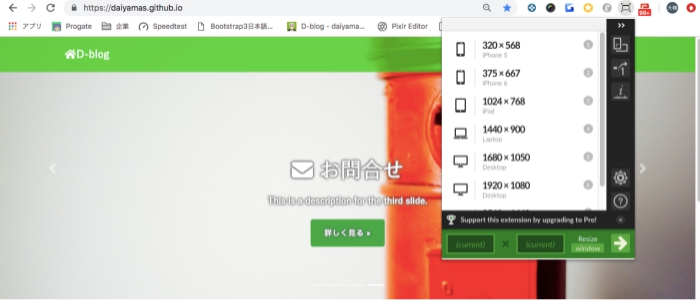 https://daiyamas.github.io
アプリ Progate 企業 Speedtest Bootstrap3日本語... D-blog - daiyama... Pixlr Editor
99+
D-blog
お問合せ
This is a description for the third slide.
詳しく見る »
320 × 568
iPhone 5
375 × 667
iPhone 6
1024 × 768
iPad
1440 × 900
Laptop
1680 × 1050
Desktop
1920 × 1080
Desktop
Support this extension by upgrading to Pro!
(current) × (current) Resize window